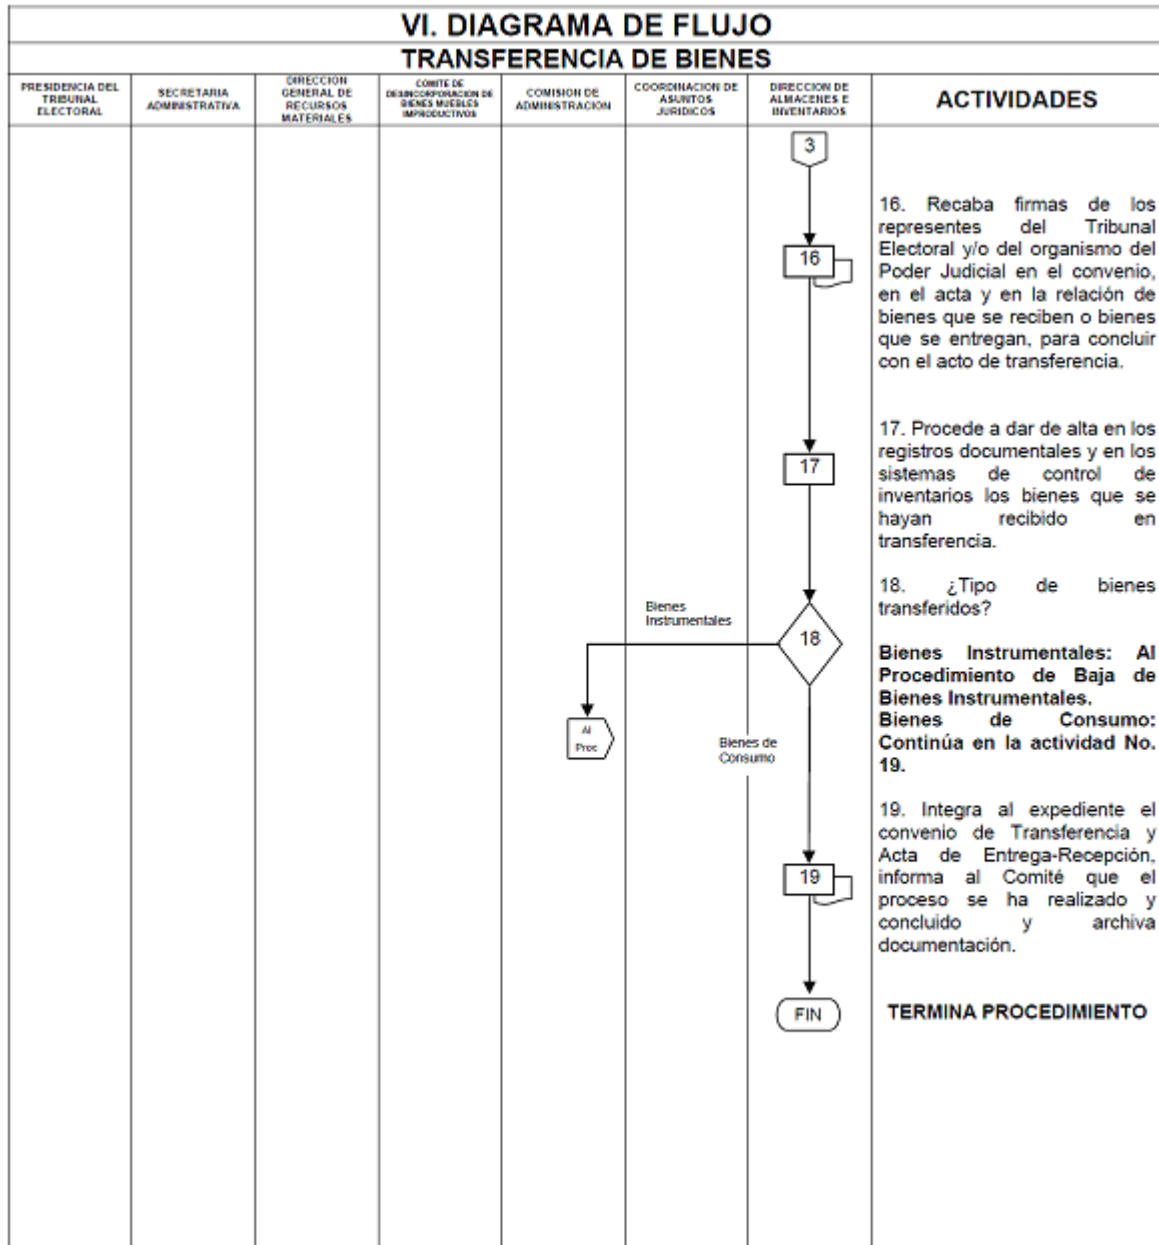 VI. DIAGRAMA DE FLUJO
TRANSFERENCIA DE BIENES
PRESIDENCIA DEL
TRIBUNAL
ELECTORAL
SECRETARIA
ADMINISTRATIVA
DIRECCION
GENERAL DE
RECURSOS
MATERIALES
COMITE DE
DESINCORPORACION DE
BIENES MUEBLES
IMPRODUCTIVOS
COMISION DE
ADMINISTRACION
COORDINACION DE
ASUNTOS
JURIDICOS
DIRECCION DE
ALMACENES E
INVENTARIOS
ACTIVIDADES
3
16
16. Recaba firmas de los
representes del Tribunal
Electoral y/o del organismo del
Poder Judicial en el convenio,
en el acta y en la relación de
bienes que se reciben o bienes
que se entregan, para concluir
con el acto de transferencia.
17
17. Procede a dar de alta en los
registros documentales y en los
sistemas de control de
inventarios los bienes que se
hayan recibido en
transferencia.
18. ¿Tipo de bienes
transferidos?
Bienes
Instrumentales
18
Bienes Instrumentales: Al
Procedimiento de Baja de
Bienes Instrumentales.
Bienes de Consumo:
Continúa en la actividad No.
19.
Al
Proc
Bienes de
Consumo
19
19. Integra al expediente el
convenio de Transferencia y
Acta de Entrega-Recepción,
informa al Comité que el
proceso se ha realizado y
concluido y archiva
documentación.
FIN
TERMINA PROCEDIMIENTO